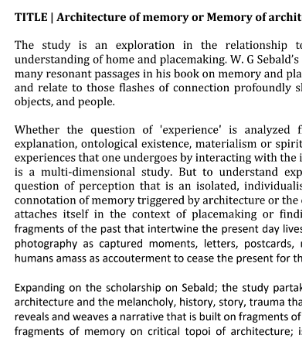 TITLE | Architecture of memory or Memory of archit
The study is an exploration in the relationship t
understanding of home and placemaking. W. G Sebald's
many resonant passages in his book on memory and pla
and relate to those flashes of connection profoundly s
objects, and people.
Whether the question of 'experience' is analyzed f
explanation, ontological existence, materialism or spirit
experiences that one undergoes by interacting with the i
is a multi-dimensional study. But to understand exp
question of perception that is an isolated, individualis
connotation of memory triggered by architecture or the
attaches itself in the context of placemaking or findi
fragments of the past that intertwine the present day lives
photography as captured moments, letters, postcards,
humans amass as accouterment to cease the present for th
Expanding on the scholarship on Sebald; the study partak
architecture and the melancholy, history, story, trauma tha
reveals and weaves a narrative that is built on fragments of
fragments of memory on critical topoi of architecture; i